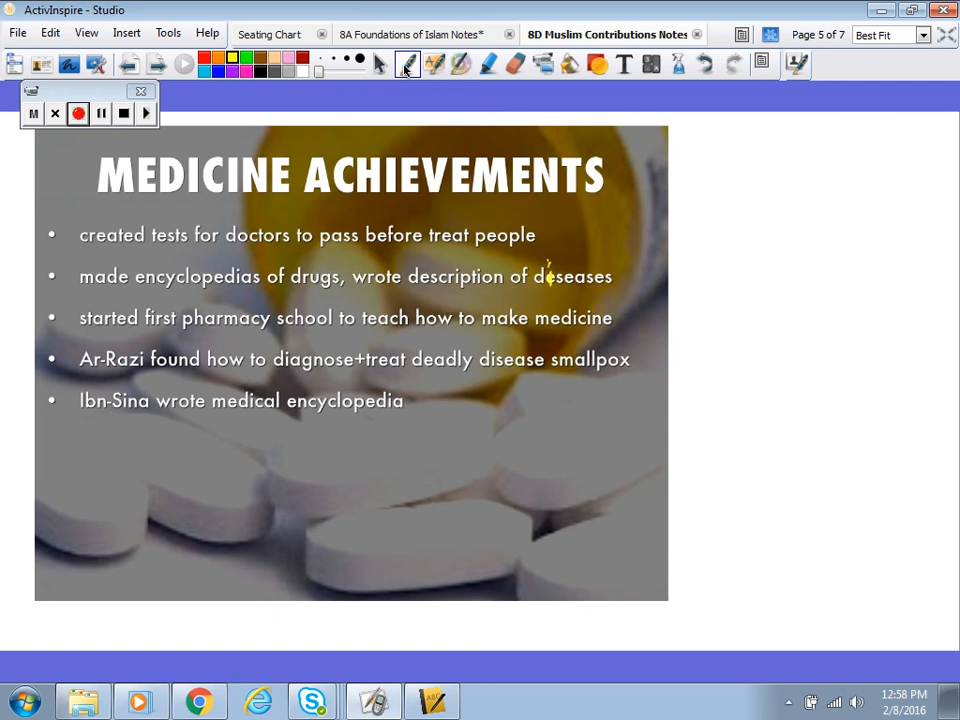 ActivInspire - Studio
File Edit View Insert Tools Help Seating Chart 8A Foundations of Islam Notes* 8D Muslim Contributions Notes Page 5 of 7 Best Fit
M
MEDICINE ACHIEVEMENTS
• created tests for doctors to pass before treat people
• made encyclopedias of drugs, wrote description of deseases
• started first pharmacy school to teach how to make medicine
• Ar-Razi found how to diagnose+treat deadly disease smallpox
• Ibn-Sina wrote medical encyclopedia
12:58 PM
2/8/2016